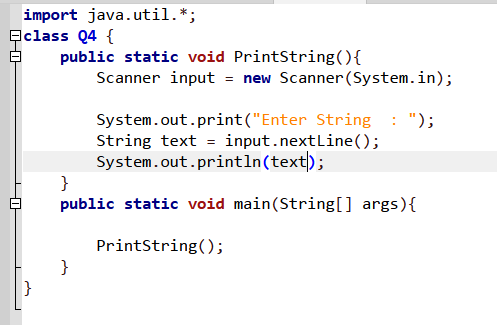 import java.util.*;
class Q4 {
    public static void PrintString(){
        Scanner input = new Scanner(System.in);

        System.out.print("Enter String  : ");
        String text = input.nextLine();
        System.out.println(text);
    }
    public static void main(String[] args){

        PrintString();
    }
}